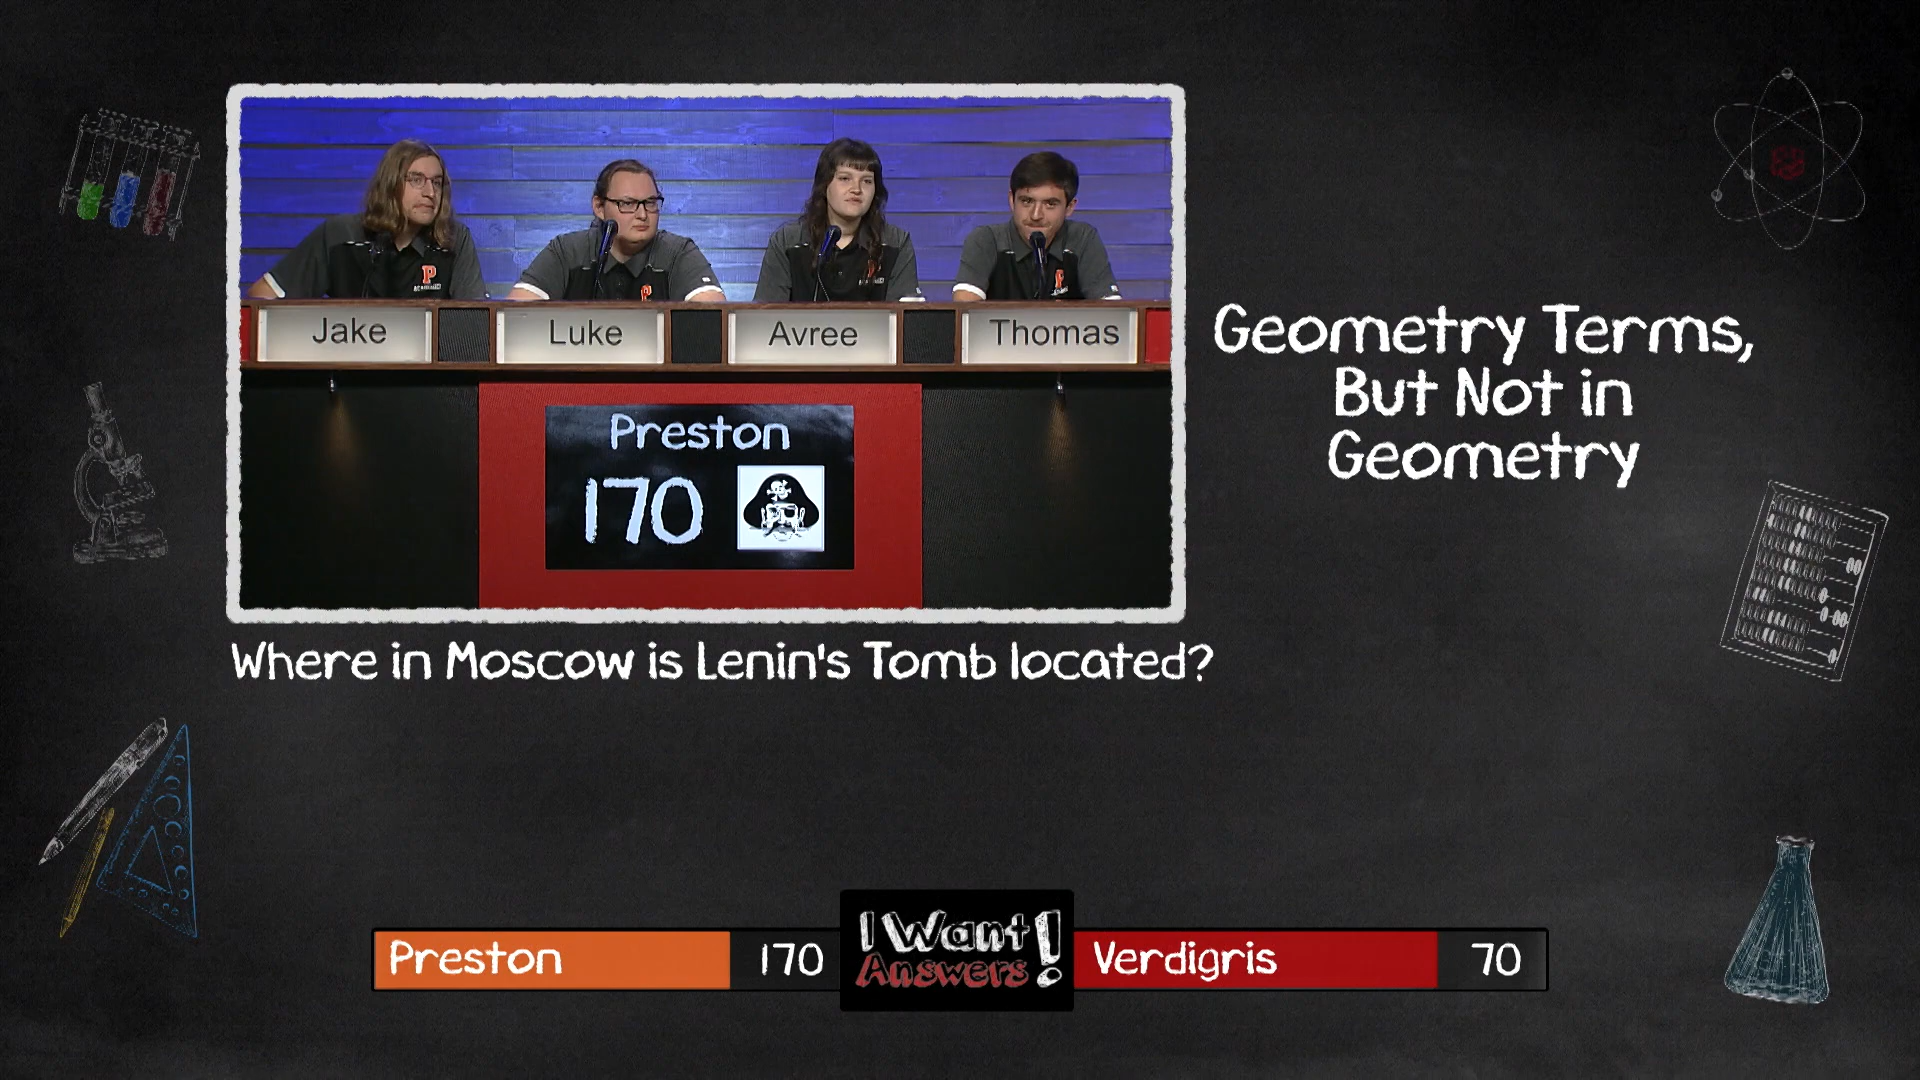 Jake
Luke
Avree
Thomas
P
Preston
170
Geometry Terms,
But Not in
Geometry
Where in Moscow is Lenin's Tomb located?
Preston
170
I Want
Answers!
Verdigris
70